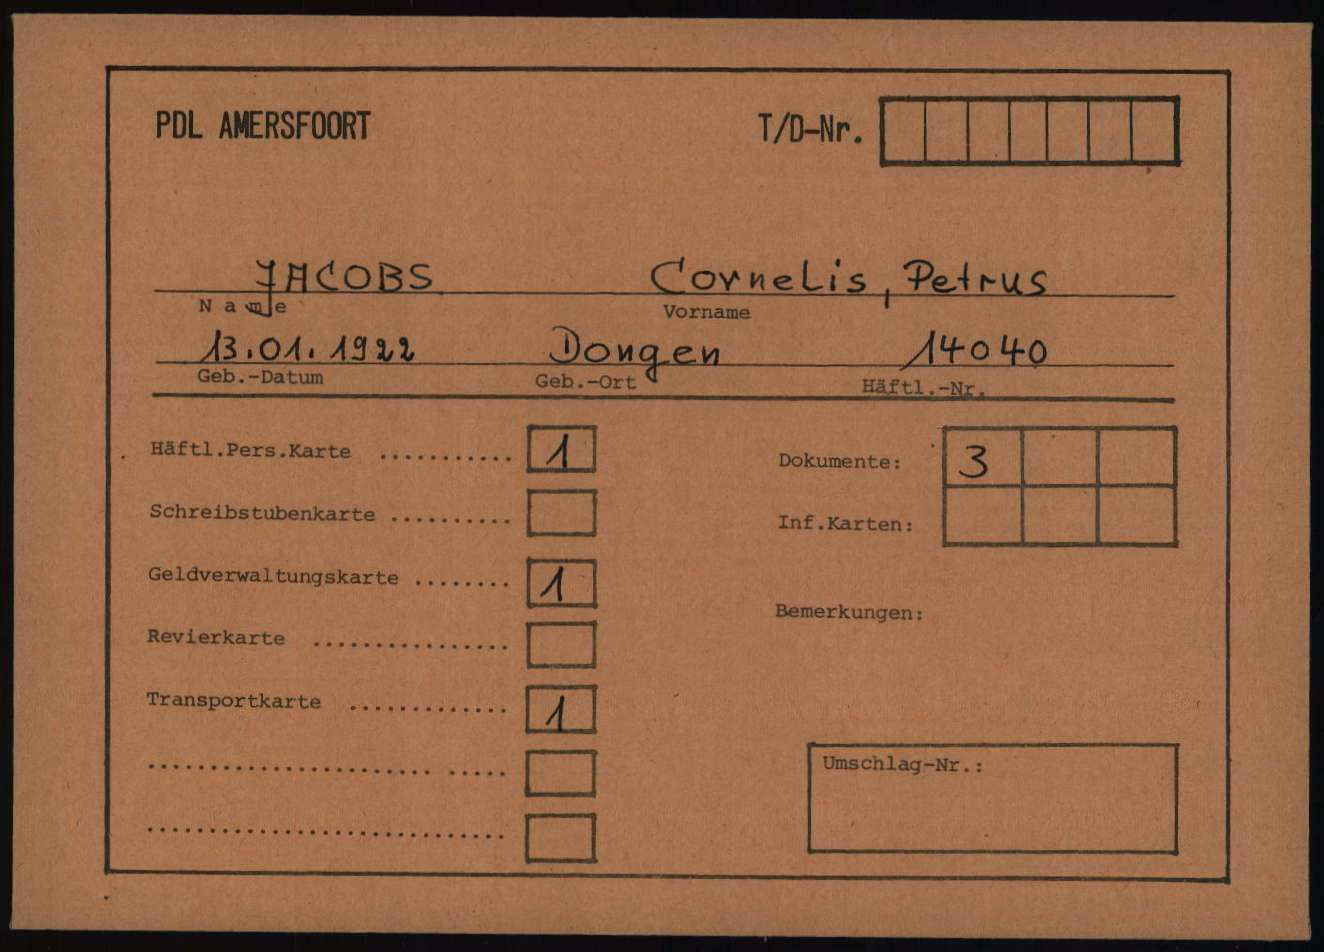 PDL AMERSFOORT T/D-Nr.
JACOBS Cornelis, Petrus
Name Vorname
13.01.1922 Dongen 14040
Geb.-Datum Geb.-Ort Häftl.-Nr.
Häftl.Pers.Karte ........... 1 Dokumente: 3
Schreibstubenkarte .......... Inf.Karten:
Geldverwaltungskarte ........ 1
Bemerkungen:
Revierkarte ................
Transportkarte ............. 1
........................ .....
Umschlag-Nr.:
..............................